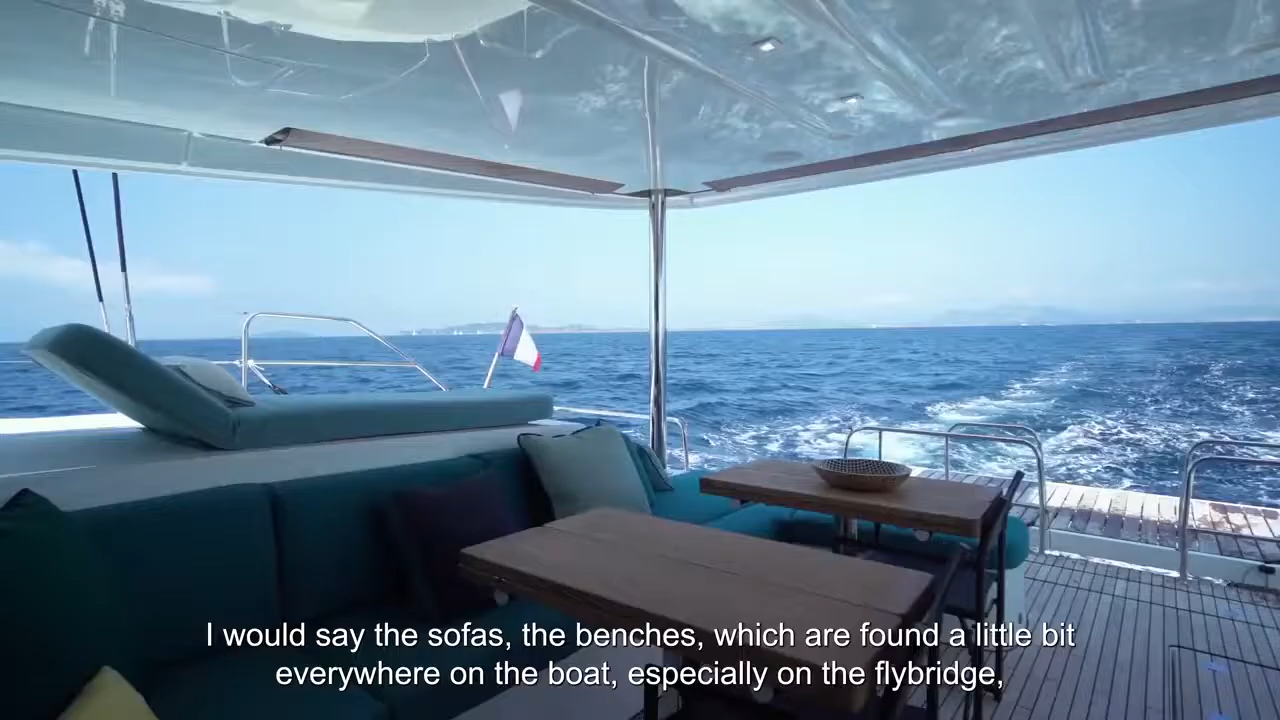 I would say the sofas, the benches, which are found a little bit
everywhere on the boat, especially on the flybridge,